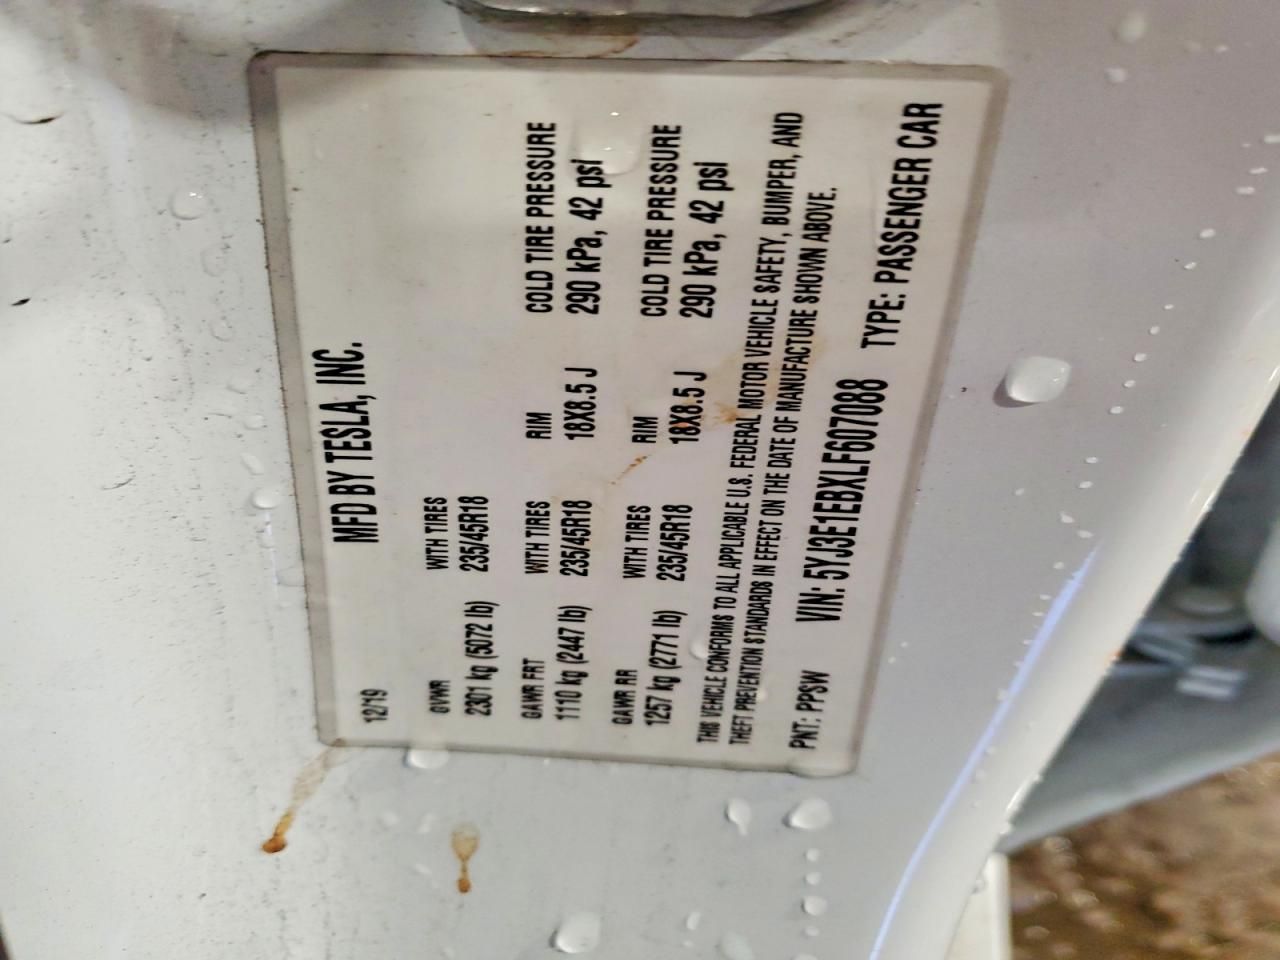 MFD BY TESLA, INC.
12/19
GVWR WITH TIRES
2301 kg (5072 lb) 235/45R18
GAWR FRT WITH TIRES RIM COLD TIRE PRESSURE
1110 kg (2447 lb) 235/45R18 18X8.5 J 290 kPa, 42 psi
GAWR RR WITH TIRES RIM COLD TIRE PRESSURE
1257 kg (2771 lb) 235/45R18 18X8.5 J 290 kPa, 42 psi
THIS VEHICLE CONFORMS TO ALL APPLICABLE U.S. FEDERAL MOTOR VEHICLE SAFETY, BUMPER, AND
THEFT PREVENTION STANDARDS IN EFFECT ON THE DATE OF MANUFACTURE SHOWN ABOVE.
PNT: PPSW VIN: 5YJ3E1EBXLF607088 TYPE: PASSENGER CAR